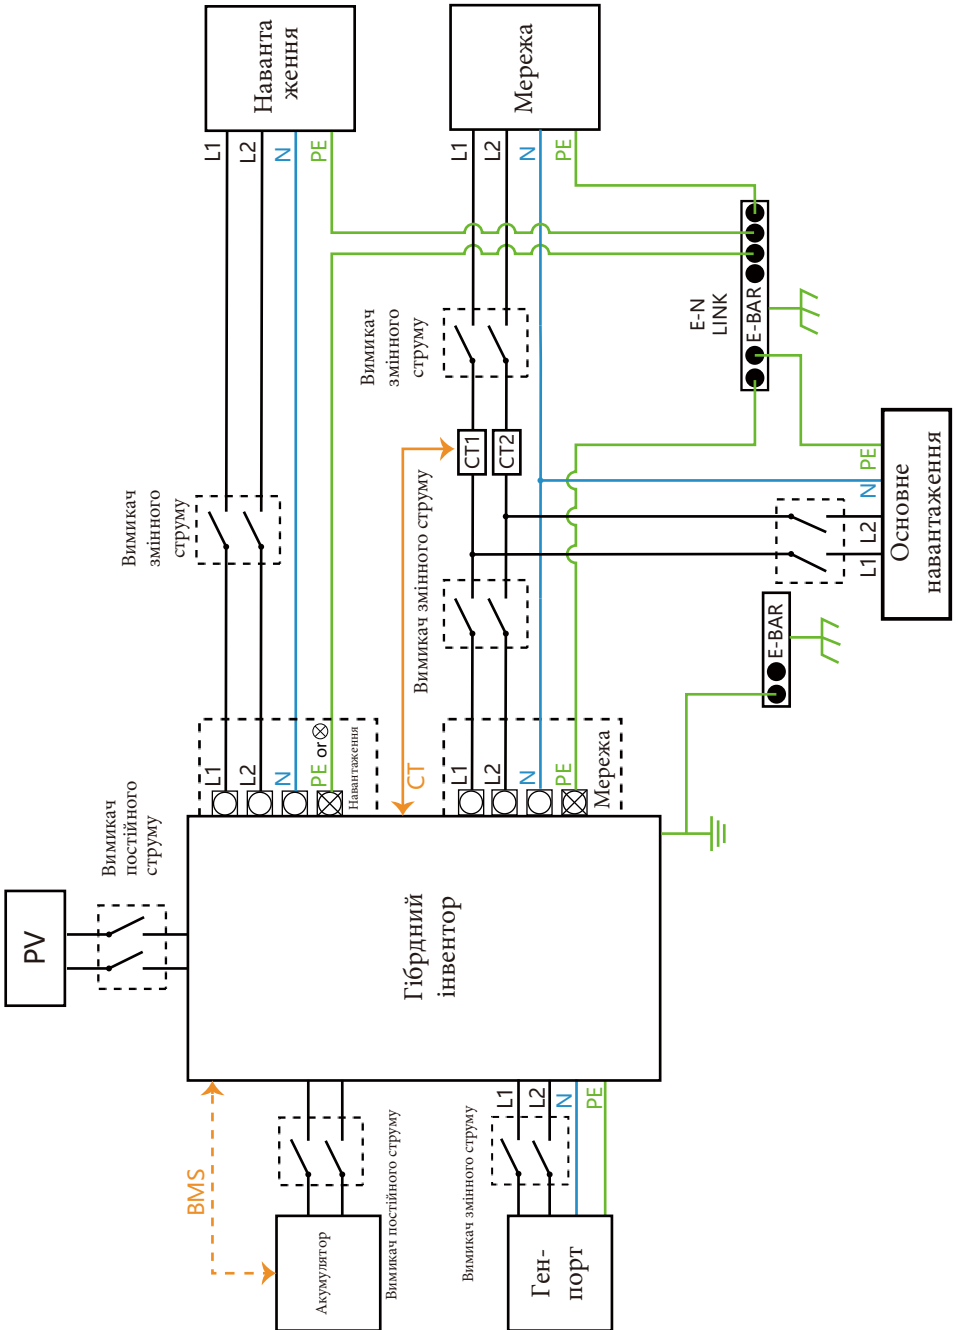 Наванта
ження
L1
L2
N
PE
Мережа
L1
L2
N
PE
Вимикач
змінного
струму
E-N
LINK
E-BAR
Вимикач
змінного
струму
CT1
CT2
Вимикач змінного струму
PE
N
L2
L1
Основне
навантаження
E-BAR
L1
L2
N
PE or
Навантаження
CT
L1
L2
N
PE
Мережа
Вимикач
постійного
струму
PV
Гібрдний
інвентор
BMS
Акумулятор
Вимикач постійного струму
Вимикач змінного струму
L1
L2
N
PE
Ген-
порт